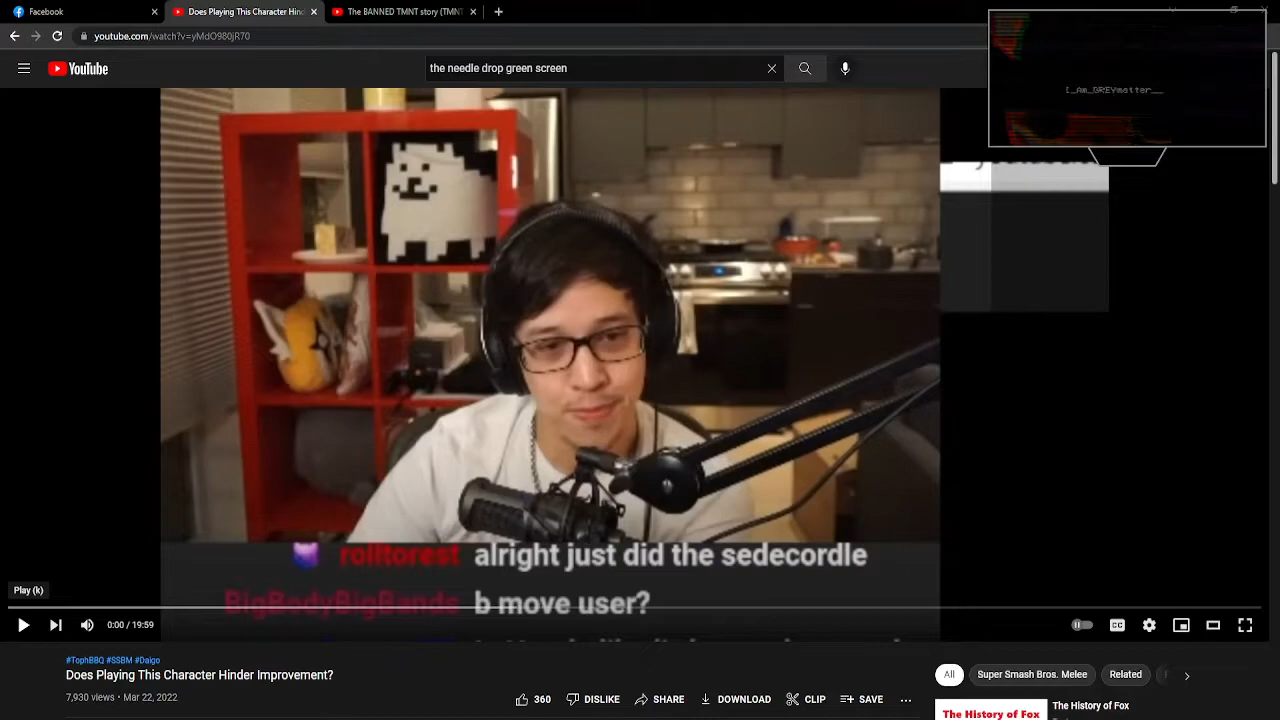 Facebook
Does Playing This Character Hind
The BANNED TMNT story (TMNT
youtube.com/watch?v=yMdO980jR70
I_Am_GREYmatter__
YouTube
the needle drop green screen
rolltorest alright just did the sedecordle
BigBodyBigBands b move user?
Play (k)
0:00 / 19:59
CC
#TophBBQ #SSBM #Daigo
Does Playing This Character Hinder Improvement?
7,930 views • Mar 22, 2022
360
DISLIKE
SHARE
DOWNLOAD
CLIP
SAVE
All
Super Smash Bros. Melee
Related
The History of Fox
The History of Fox